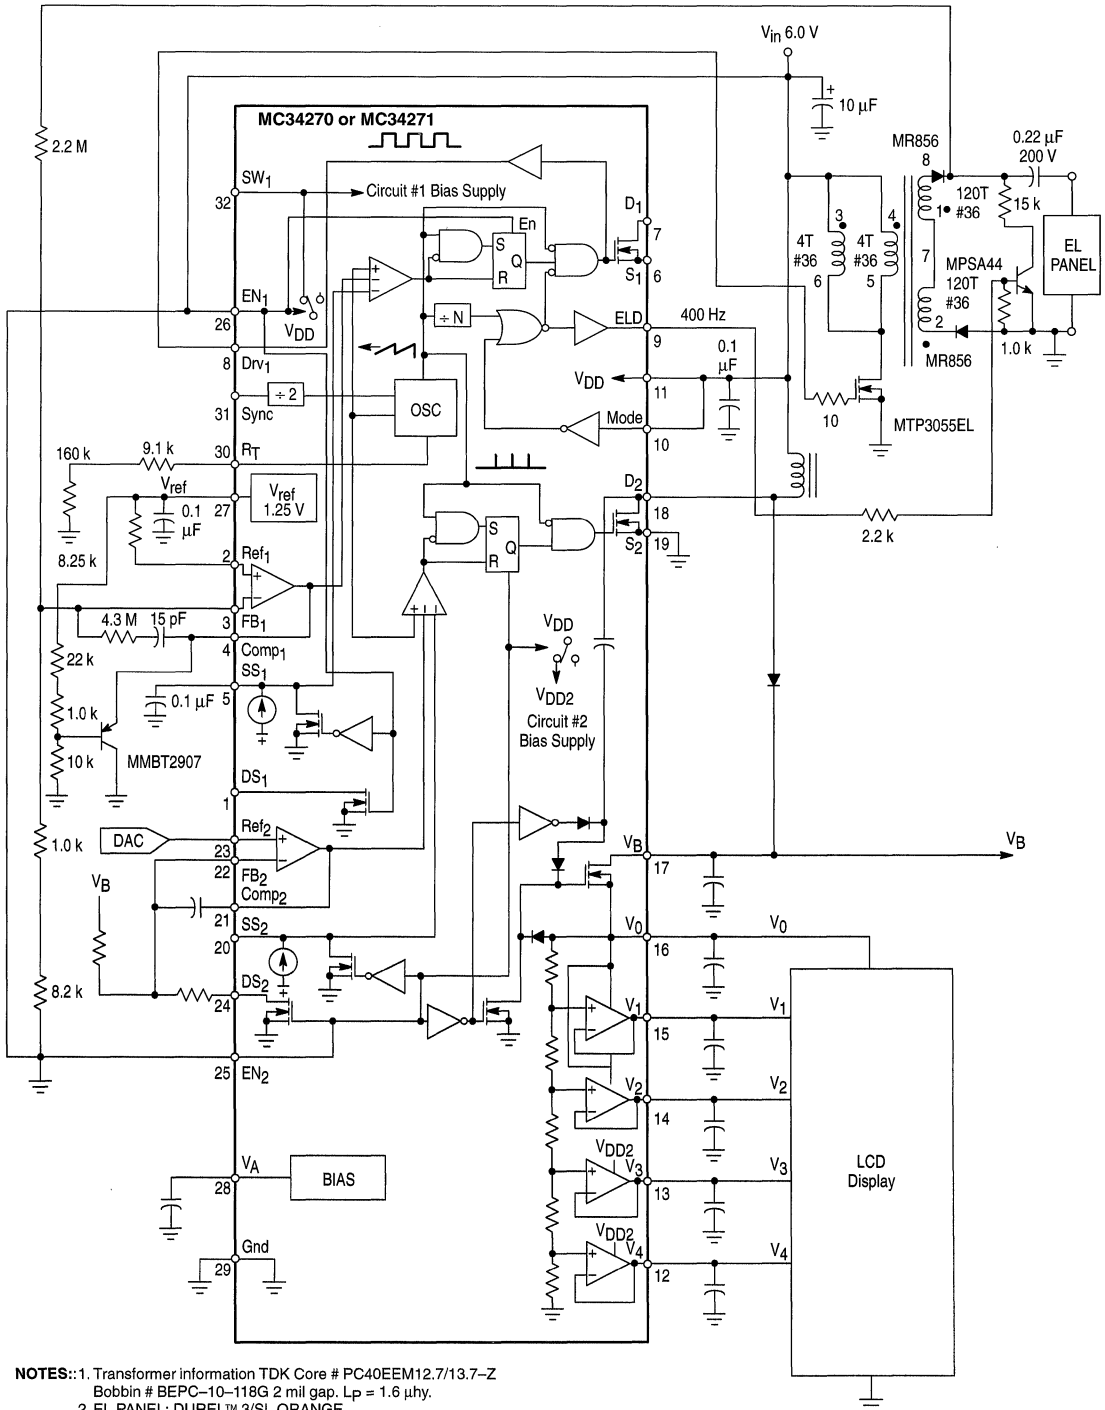 Vin 6.0 V
+
10 µF
MC34270 or MC34271
2.2 M
SW1
32
Circuit #1 Bias Supply
En
D1
7
S1
6
S
Q
R
+
–
–
EN1
26
VDD
8
Drv1
31
Sync
÷ 2
÷ N
OSC
ELD
9
400 Hz
VDD
11
0.1
µF
Mode
10
MR856
8
120T
#36
1
3
4
4T
#36
6
4T
#36
5
7
MPSA44
120T
#36
2
MR856
0.22 µF
200 V
15 k
EL
PANEL
1.0 k
10
MTP3055EL
30
RT
160 k
9.1 k
Vref
27
0.1
µF
Vref
1.25 V
8.25 k
2
Ref1
+
–
3
FB1
4
Comp1
4.3 M
15 pF
22 k
SS1
5
0.1 µF
+
1.0 k
10 k
MMBT2907
DS1
1
D2
18
S2
19
2.2 k
S
Q
R
+
–
–
VDD
VDD2
Circuit #2
Bias Supply
DAC
Ref2
23
22
FB2
+
–
Comp2
21
SS2
20
+
DS2
24
VB
1.0 k
8.2 k
25
EN2
VB
17
VB
V0
16
V0
V1
15
V1
+
–
V2
14
V2
+
–
VDD2
V3
13
V3
+
–
VDD2
V4
12
V4
+
–
LCD
Display
VA
28
BIAS
Gnd
29
NOTES::1. Transformer information TDK Core # PC40EEM12.7/13.7–Z
Bobbin # BEPC–10–118G 2 mil gap. LP = 1.6 µhy.
2. EL PANEL: DUREL™ 3/SL ORANGE